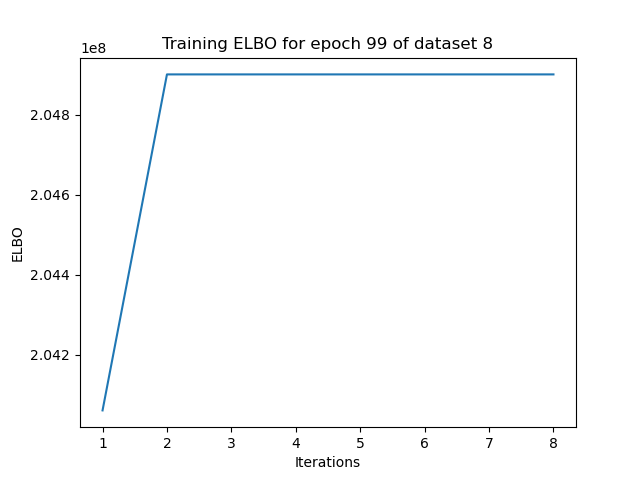 Training ELBO for epoch 99 of dataset 8
1e8
2.048
2.046
2.044
2.042
ELBO
1 2 3 4 5 6 7 8
Iterations